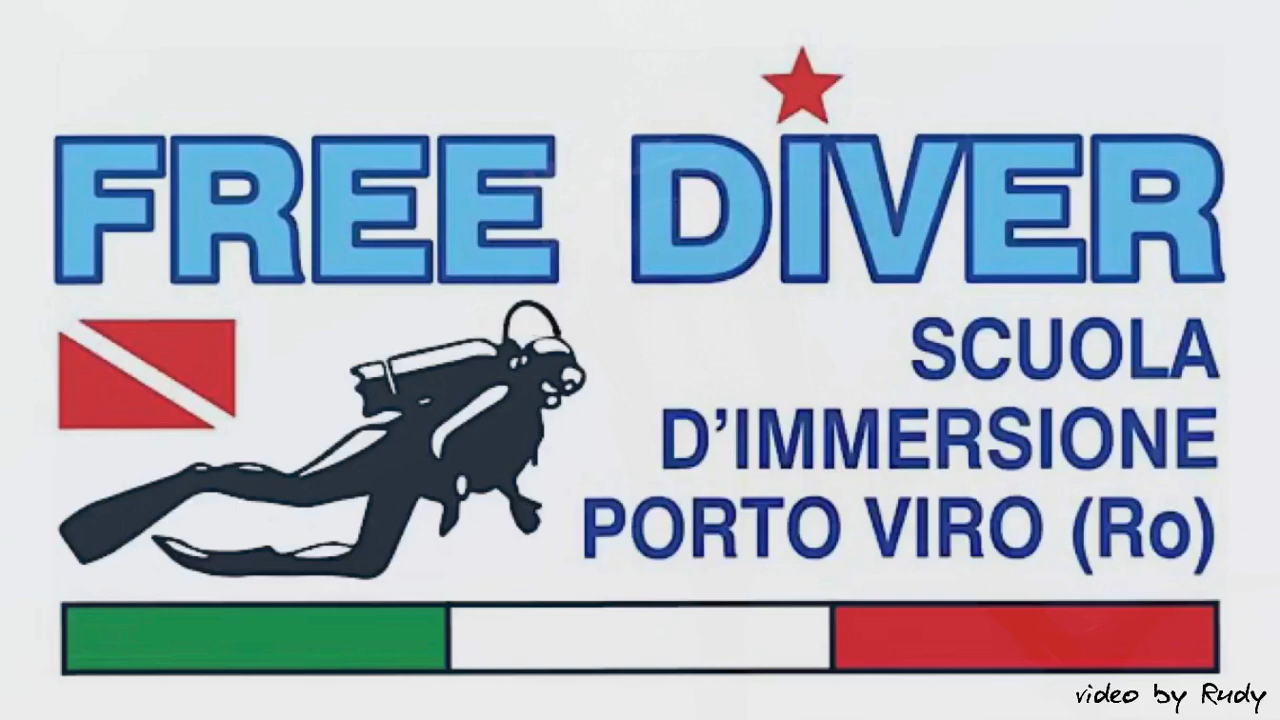 FREE DIVER
SCUOLA
D’IMMERSIONE
PORTO VIRO (Ro)
video by Rudy